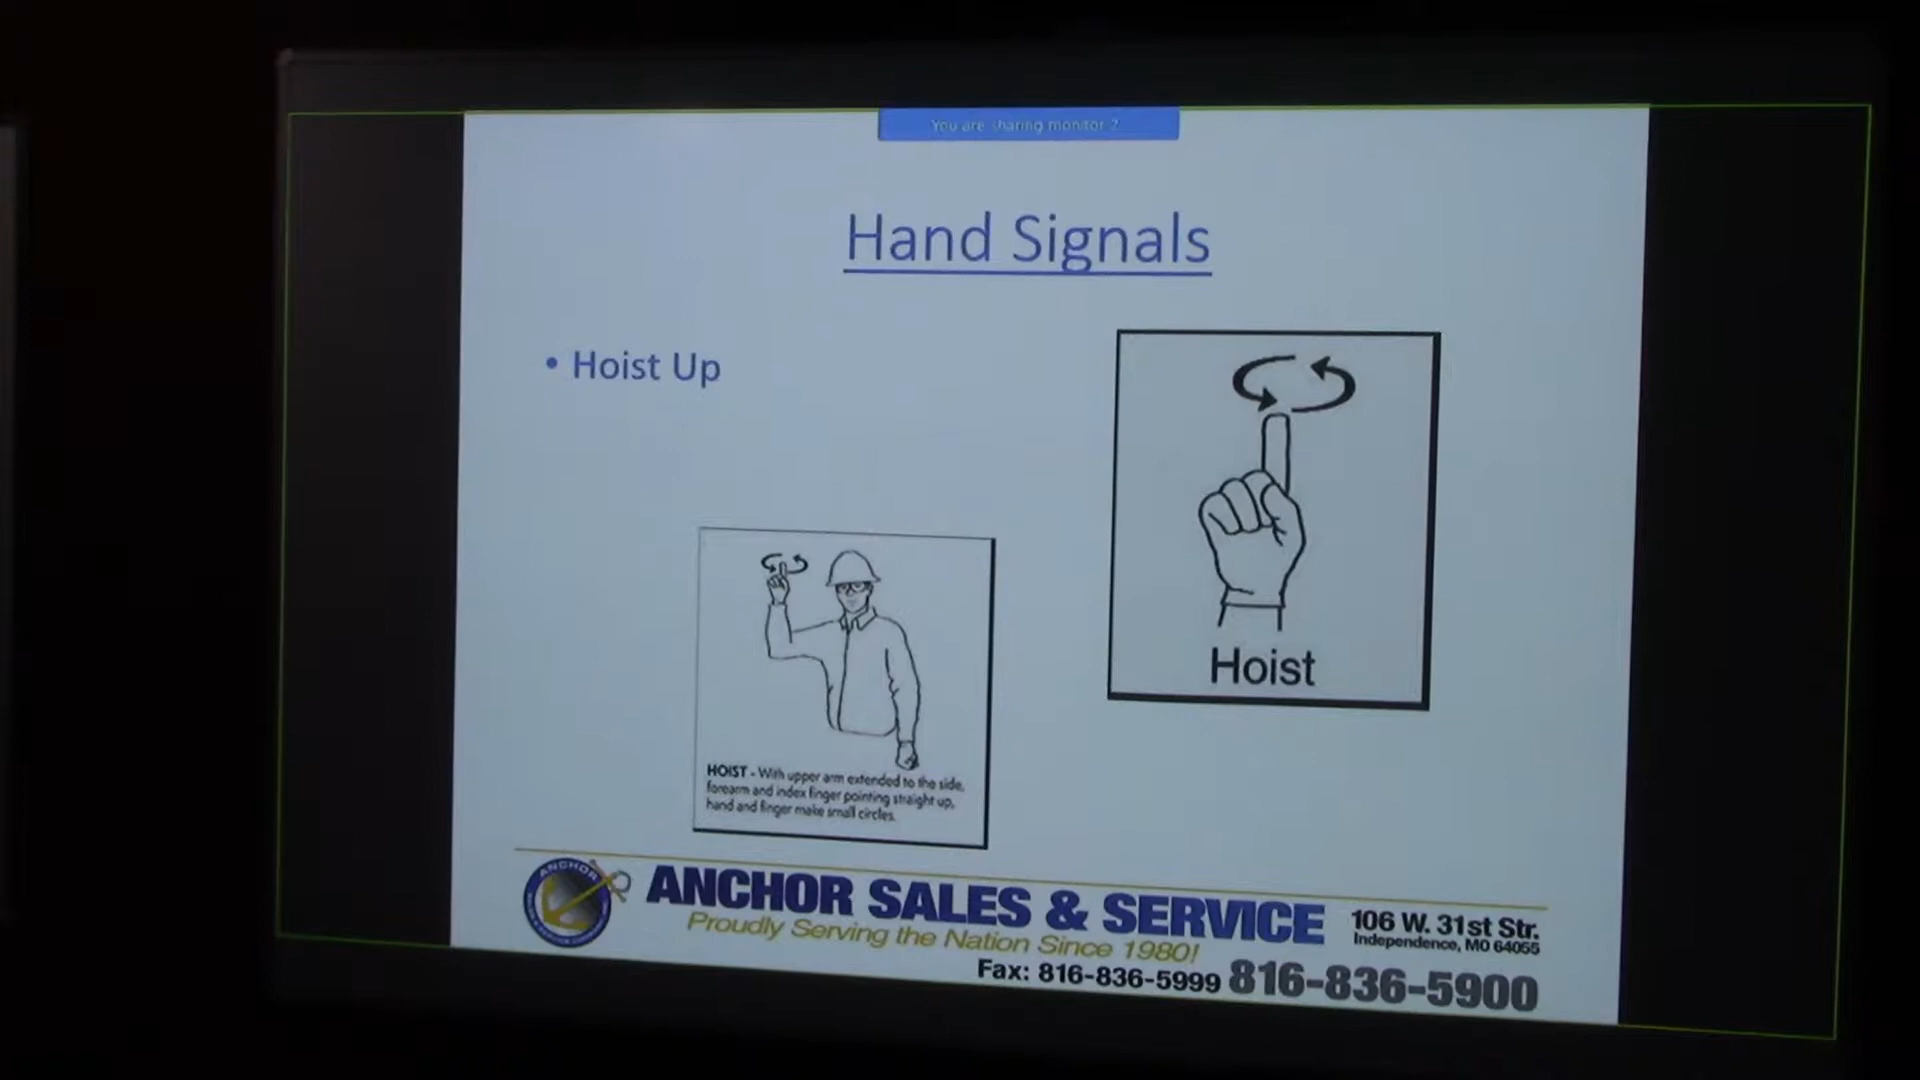 You are sharing monitor 2
Hand Signals
• Hoist Up
Hoist
HOIST - With upper arm extended to the side,
forearm and index finger pointing straight up,
hand and finger make small circles.
ANCHOR
ANCHOR SALES & SERVICE
Proudly Serving the Nation Since 1980!
106 W. 31st Str.
Independence, MO 64055
Fax: 816-836-5999 816-836-5900